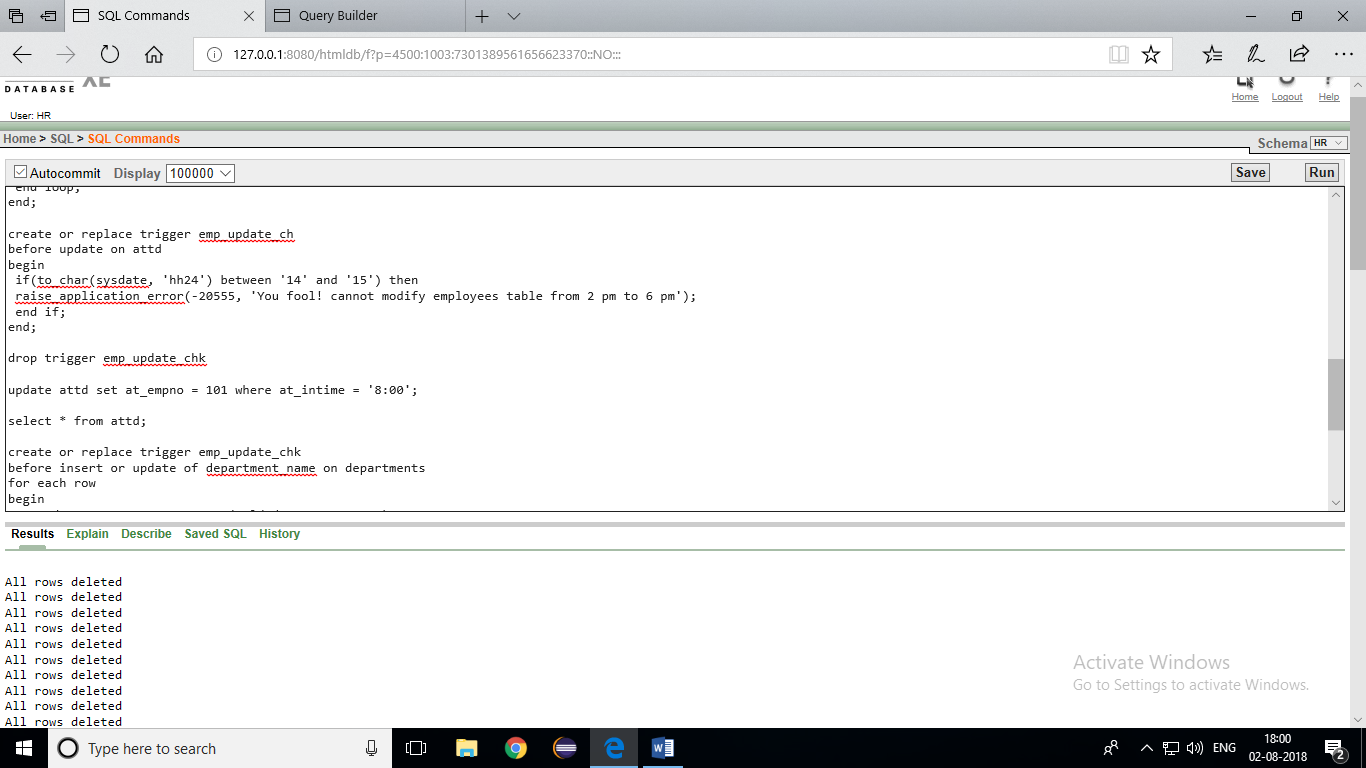 SQL Commands
Query Builder
127.0.0.1:8080/htmldb/f?p=4500:1003:7301389561656623370::NO:::
DATABASE XE
Home Logout Help
User: HR
Home > SQL > SQL Commands
Schema HR
Autocommit Display 100000 Save Run
end loop;
end;
create or replace trigger emp_update_ch
before update on attd
begin
if(to_char(sysdate, 'hh24') between '14' and '15') then
raise_application_error(-20555, 'You fool! cannot modify employees table from 2 pm to 6 pm');
end if;
end;
drop trigger emp_update_chk
update attd set at_empno = 101 where at_intime = '8:00';
select * from attd;
create or replace trigger emp_update_chk
before insert or update of department_name on departments
for each row
begin
Results Explain Describe Saved SQL History
All rows deleted
All rows deleted
All rows deleted
All rows deleted
All rows deleted
All rows deleted
All rows deleted
All rows deleted
All rows deleted
All rows deleted
Activate Windows
Go to Settings to activate Windows.
Type here to search
ENG
18:00
02-08-2018
2